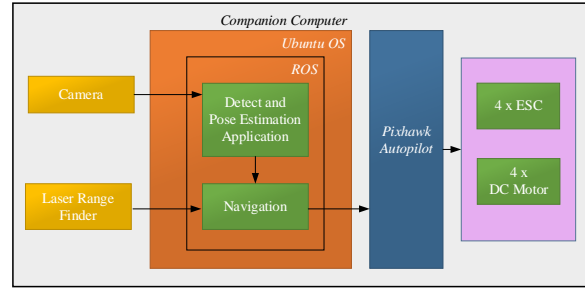 Companion Computer
Ubuntu OS
ROS
Camera
Detect and
Pose Estimation
Application
Laser Range
Finder
Navigation
Pixhawk
Autopilot
4 x ESC
4 x
DC Motor